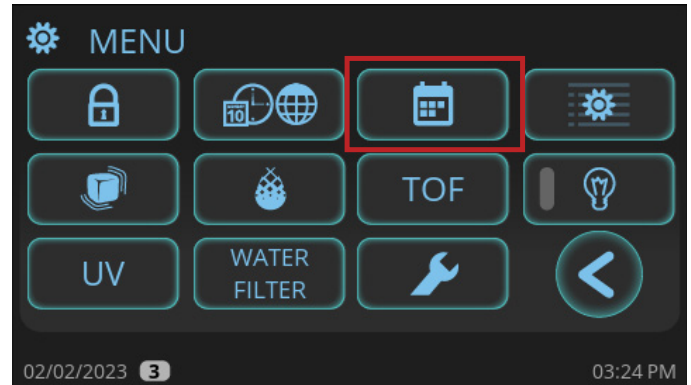 MENU
10
TOF
UV
WATER
FILTER
02/02/2023 3
03:24 PM